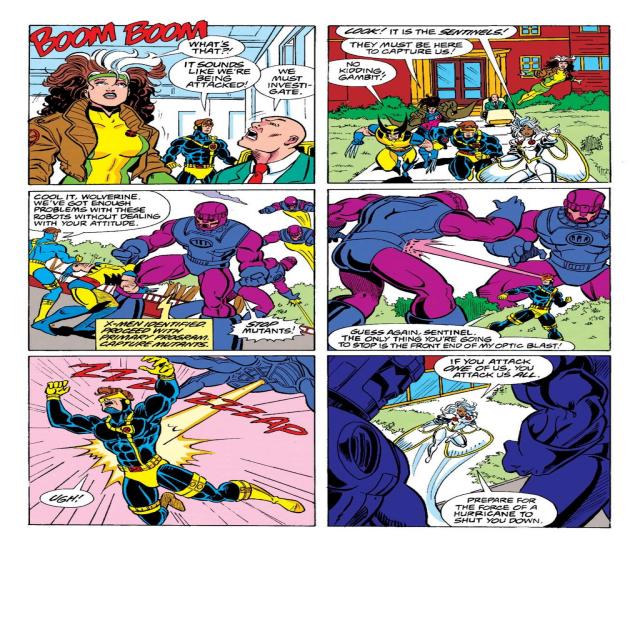 BOOM BOOM
WHAT'S
THAT?!
IT SOUNDS
LIKE WE'RE
BEING
ATTACKED!
WE
MUST
INVESTI-
GATE.
LOOK! IT IS THE SENTINELS!
THEY MUST BE HERE
TO CAPTURE US!
NO
KIDDING,
GAMBIT!
COOL IT, WOLVERINE.
WE'VE GOT ENOUGH
PROBLEMS WITH THESE
ROBOTS WITHOUT DEALING
WITH YOUR ATTITUDE.
X-MEN IDENTIFIED.
PROCEED WITH
PRIMARY PROGRAM.
CAPTURE MUTANTS.
STOP
MUTANTS!
GUESS AGAIN, SENTINEL.
THE ONLY THING YOU'RE GOING
TO STOP IS THE FRONT END OF MY OPTIC BLAST!
ZZZZZZZAP
UGH!
IF YOU ATTACK
ONE OF US, YOU
ATTACK US ALL.
PREPARE FOR
THE FORCE OF A
HURRICANE TO
SHUT YOU DOWN.